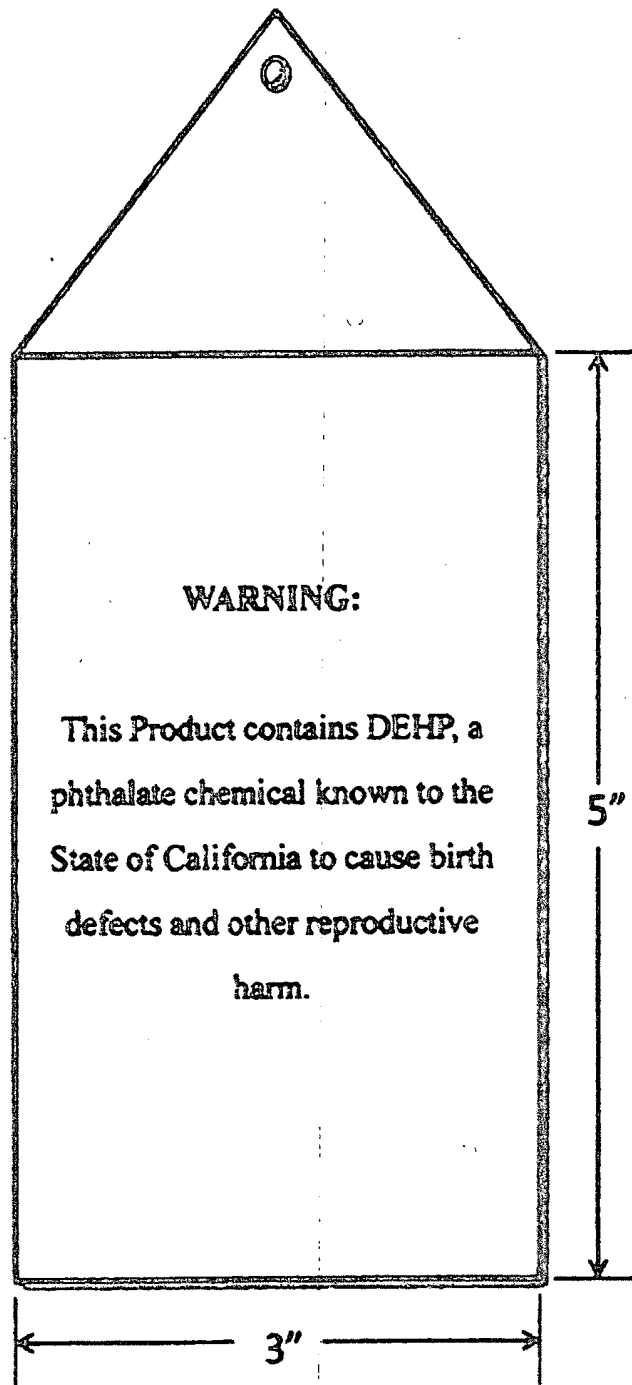 WARNING:
This Product contains DEHP, a
phthalate chemical known to the
State of California to cause birth
defects and other reproductive
harm.
5"
3"